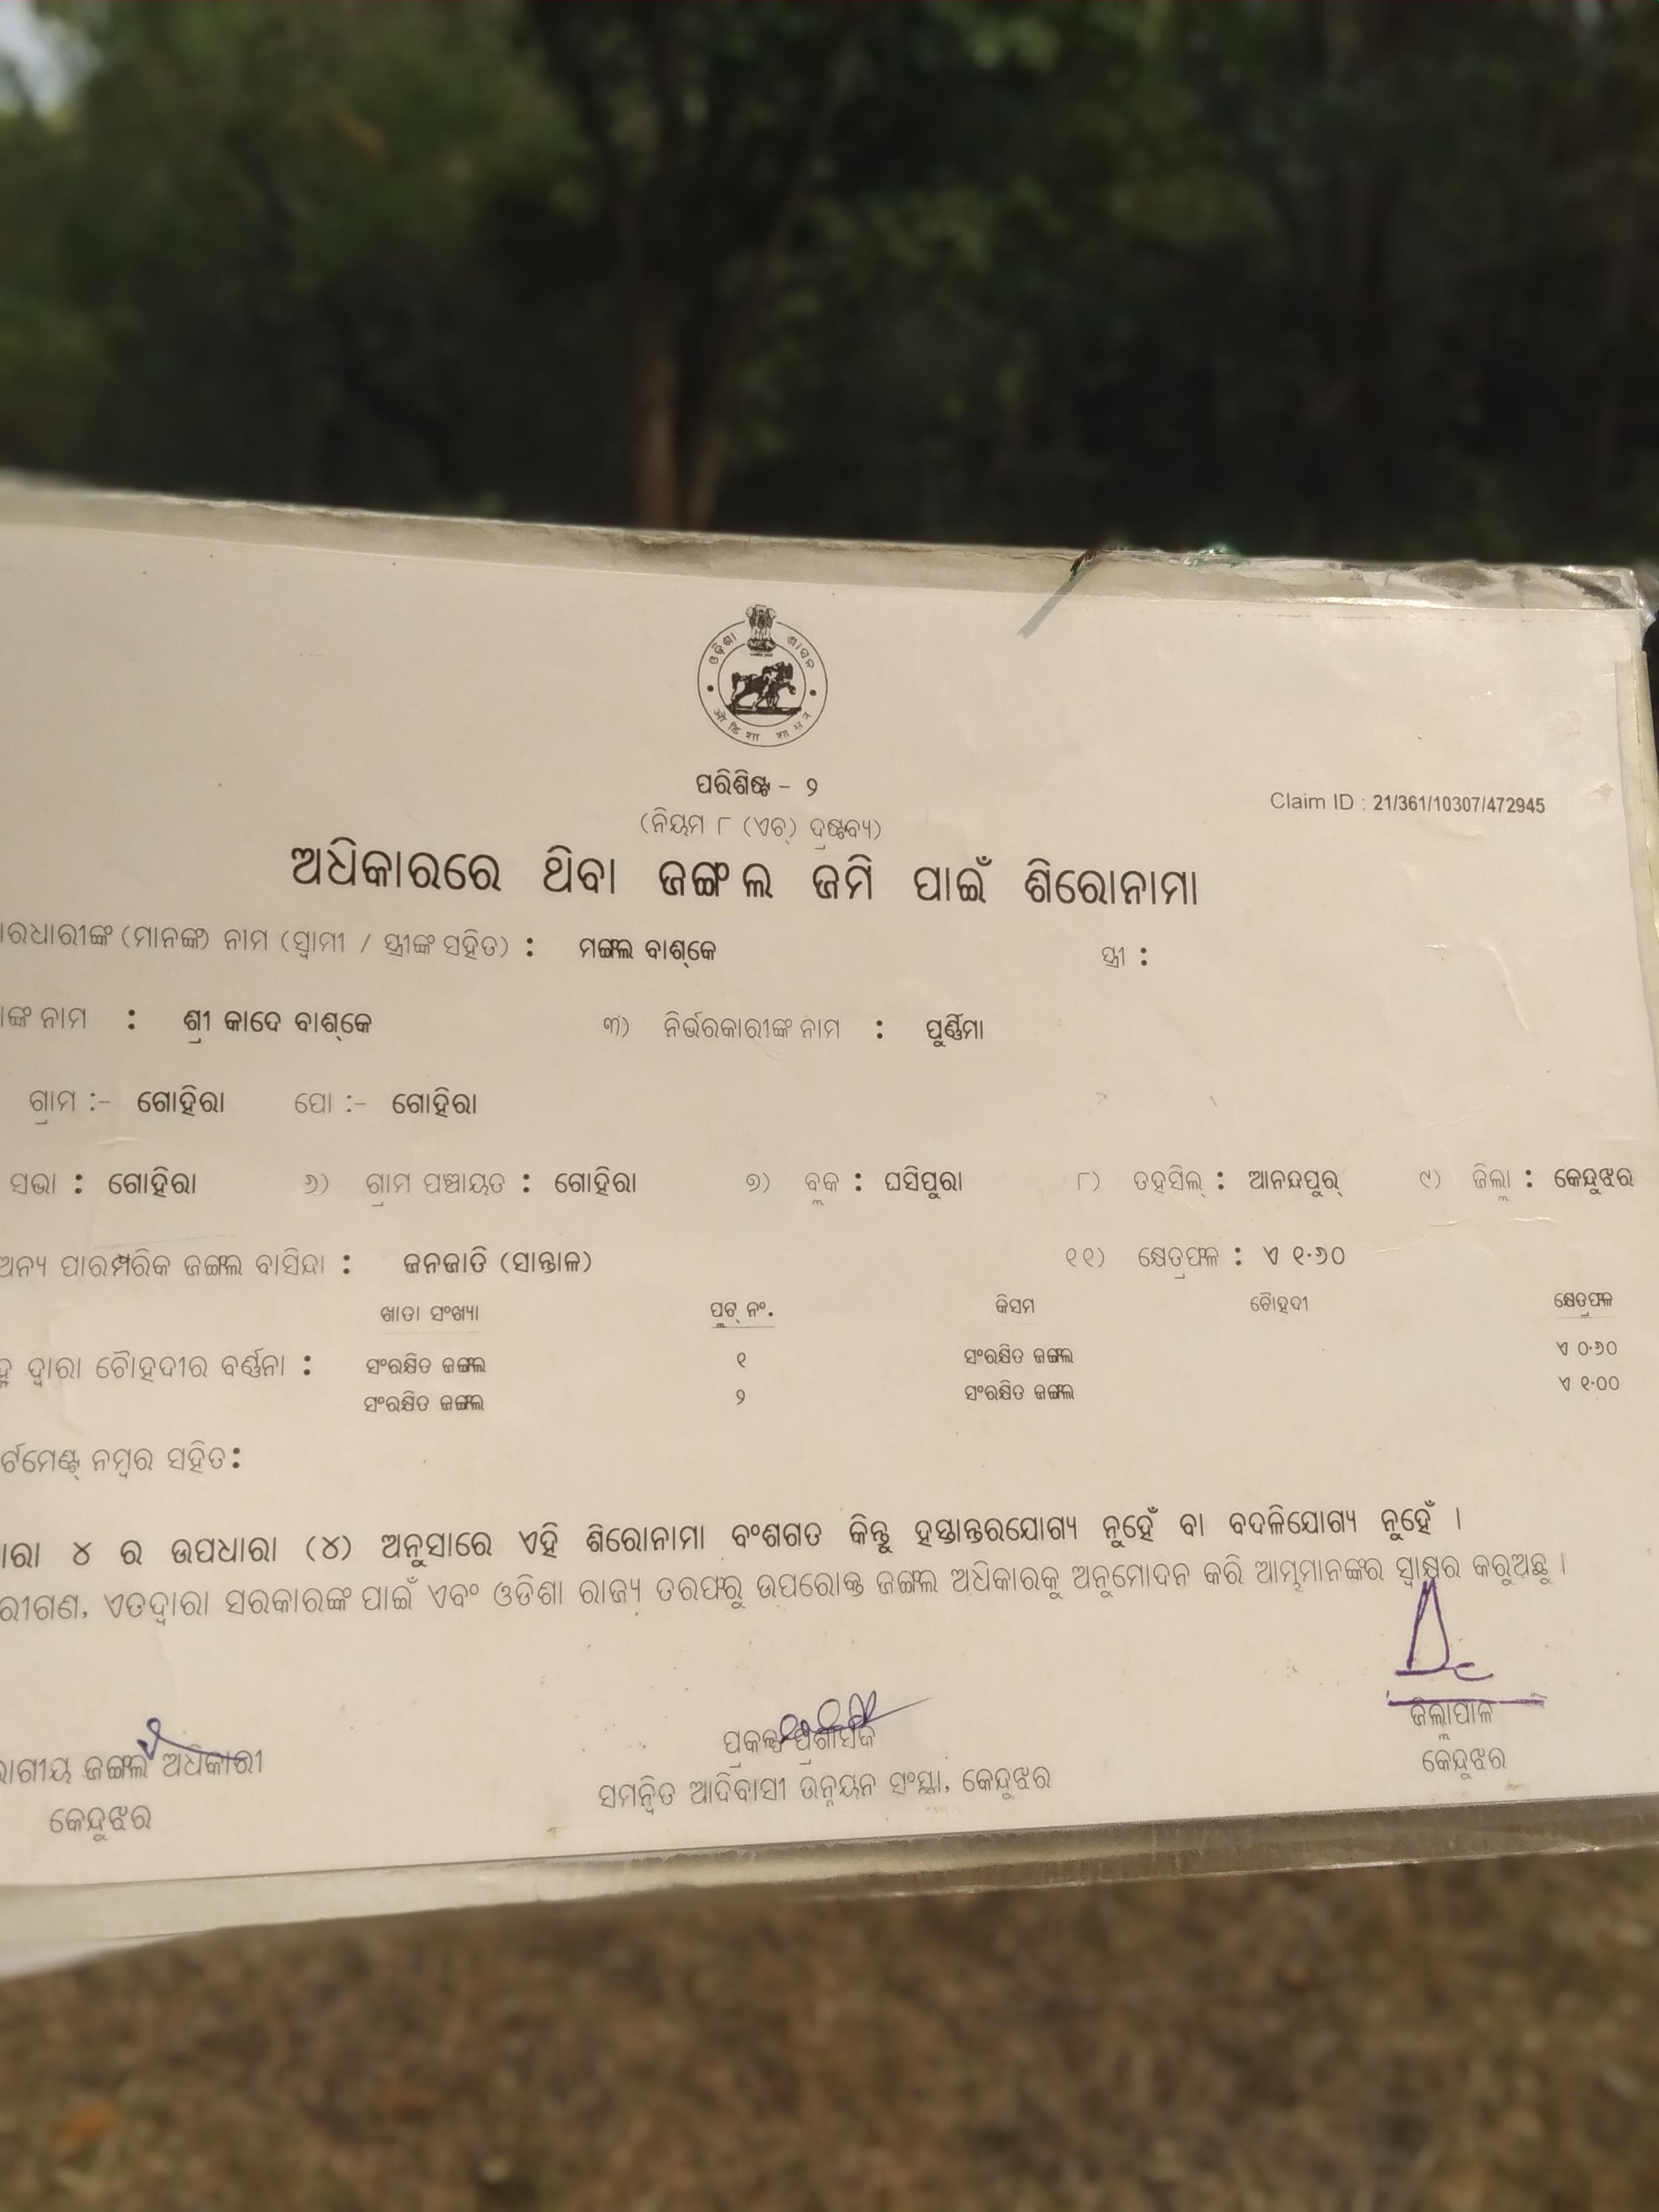 ଓଡ଼ିଶା ଶାସନ
ओडिशा शासन
ପରିଶିଷ୍ଟ - ୨
Claim ID : 21/361/10307/472945
(ନିୟମ ୮ (ଏଚ୍) ଦ୍ରଷ୍ଟବ୍ୟ)
ଅଧିକାରରେ ଥିବା ଜଙ୍ଗଲ ଜମି ପାଇଁ ଶିରୋନାମା
ାରଧାରୀଙ୍କ (ମାନଙ୍କ) ନାମ (ସ୍ୱାମୀ / ସ୍ତ୍ରୀଙ୍କ ସହିତ) : ମଙ୍ଗଲ ବାଶ୍‌କେ ସ୍ତ୍ରୀ :
ାଙ୍କ ନାମ : ଶ୍ରୀ କାଦେ ବାଶ୍‌କେ ୩) ନିର୍ଭରକାରୀଙ୍କ ନାମ : ପୁର୍ଣ୍ଣିମା
ଗ୍ରାମ :- ଗୋହିରା ପୋ :- ଗୋହିରା
ସଭା : ଗୋହିରା ୬) ଗ୍ରାମ ପଞ୍ଚାୟତ : ଗୋହିରା ୭) ବ୍ଲକ : ଘସିପୁରା ୮) ତହସିଲ୍ : ଆନନ୍ଦପୁର୍ ୯) ଜିଲ୍ଲା : କେନ୍ଦୁଝର
ଅନ୍ୟ ପାରମ୍ପରିକ ଜଙ୍ଗଲ ବାସିନ୍ଦା : ଜନଜାତି (ସାନ୍ତାଳ) ୧୧) କ୍ଷେତ୍ରଫଳ : ଏ ୧.୬୦
ଖାତା ସଂଖ୍ୟା ପ୍ଲଟ୍ ନଂ. କିସମ ଚୌହଦୀ କ୍ଷେତ୍ରଫଳ
ହ୍ନ ଦ୍ୱାରା ଚୌହଦୀର ବର୍ଣ୍ଣନା : ସଂରକ୍ଷିତ ଜଙ୍ଗଲ ୧ ସଂରକ୍ଷିତ ଜଙ୍ଗଲ ଏ ୦.୬୦
ସଂରକ୍ଷିତ ଜଙ୍ଗଲ ୨ ସଂରକ୍ଷିତ ଜଙ୍ଗଲ ଏ ୧.୦୦
ର୍ଟମେଣ୍ଟ୍ ନମ୍ବର ସହିତ:
ାରା ୪ ର ଉପଧାରା (୪) ଅନୁସାରେ ଏହି ଶିରୋନାମା ବଂଶଗତ କିନ୍ତୁ ହସ୍ତାନ୍ତରଯୋଗ୍ୟ ନୁହେଁ ବା ବଦଳିଯୋଗ୍ୟ ନୁହେଁ ।
ରୀଗଣ, ଏତଦ୍ୱାରା ସରକାରଙ୍କ ପାଇଁ ଏବଂ ଓଡିଶା ରାଜ୍ୟ ତରଫରୁ ଉପରୋକ୍ତ ଜଙ୍ଗଲ ଅଧିକାରକୁ ଅନୁମୋଦନ କରି ଆମ୍ଭମାନଙ୍କର ସ୍ୱାକ୍ଷର କରୁଅଛୁ ।
ଭାଗୀୟ ଜଙ୍ଗଲ ଅଧିକାରୀ
କେନ୍ଦୁଝର
ପ୍ରକଳ୍ପ ପ୍ରଶାସକ
ସମନ୍ୱିତ ଆଦିବାସୀ ଉନ୍ନୟନ ସଂସ୍ଥା, କେନ୍ଦୁଝର
ଜିଲ୍ଲାପାଳ
କେନ୍ଦୁଝର